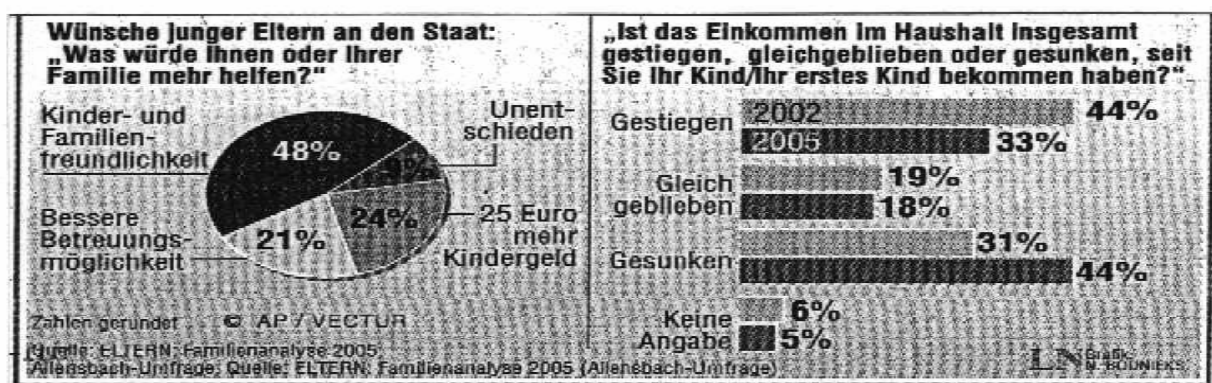 Wünsche junger Eltern an den Staat:
„Was würde Ihnen oder Ihrer
Familie mehr helfen?“
Kinder- und
Familien-
freundlichkeit
48%
Unent-
schieden
9%
Bessere
Betreuungs-
möglichkeit
21%
24%
25 Euro
mehr
Kindergeld
Zahlen gerundet © AP / VECTUR
Quelle: ELTERN: Familienanalyse 2005
Allensbach-Umfrage; Quelle: ELTERN: Familienanalyse 2005 (Allensbach-Umfrage)
„Ist das Einkommen im Haushalt insgesamt
gestiegen, gleichgeblieben oder gesunken, seit
Sie Ihr Kind/Ihr erstes Kind bekommen haben?“
Gestiegen
2002 44%
2005 33%
Gleich
geblieben
19%
18%
Gesunken
31%
44%
Keine
Angabe
6%
5%
LN Grafik:
N. BUDNIEKS